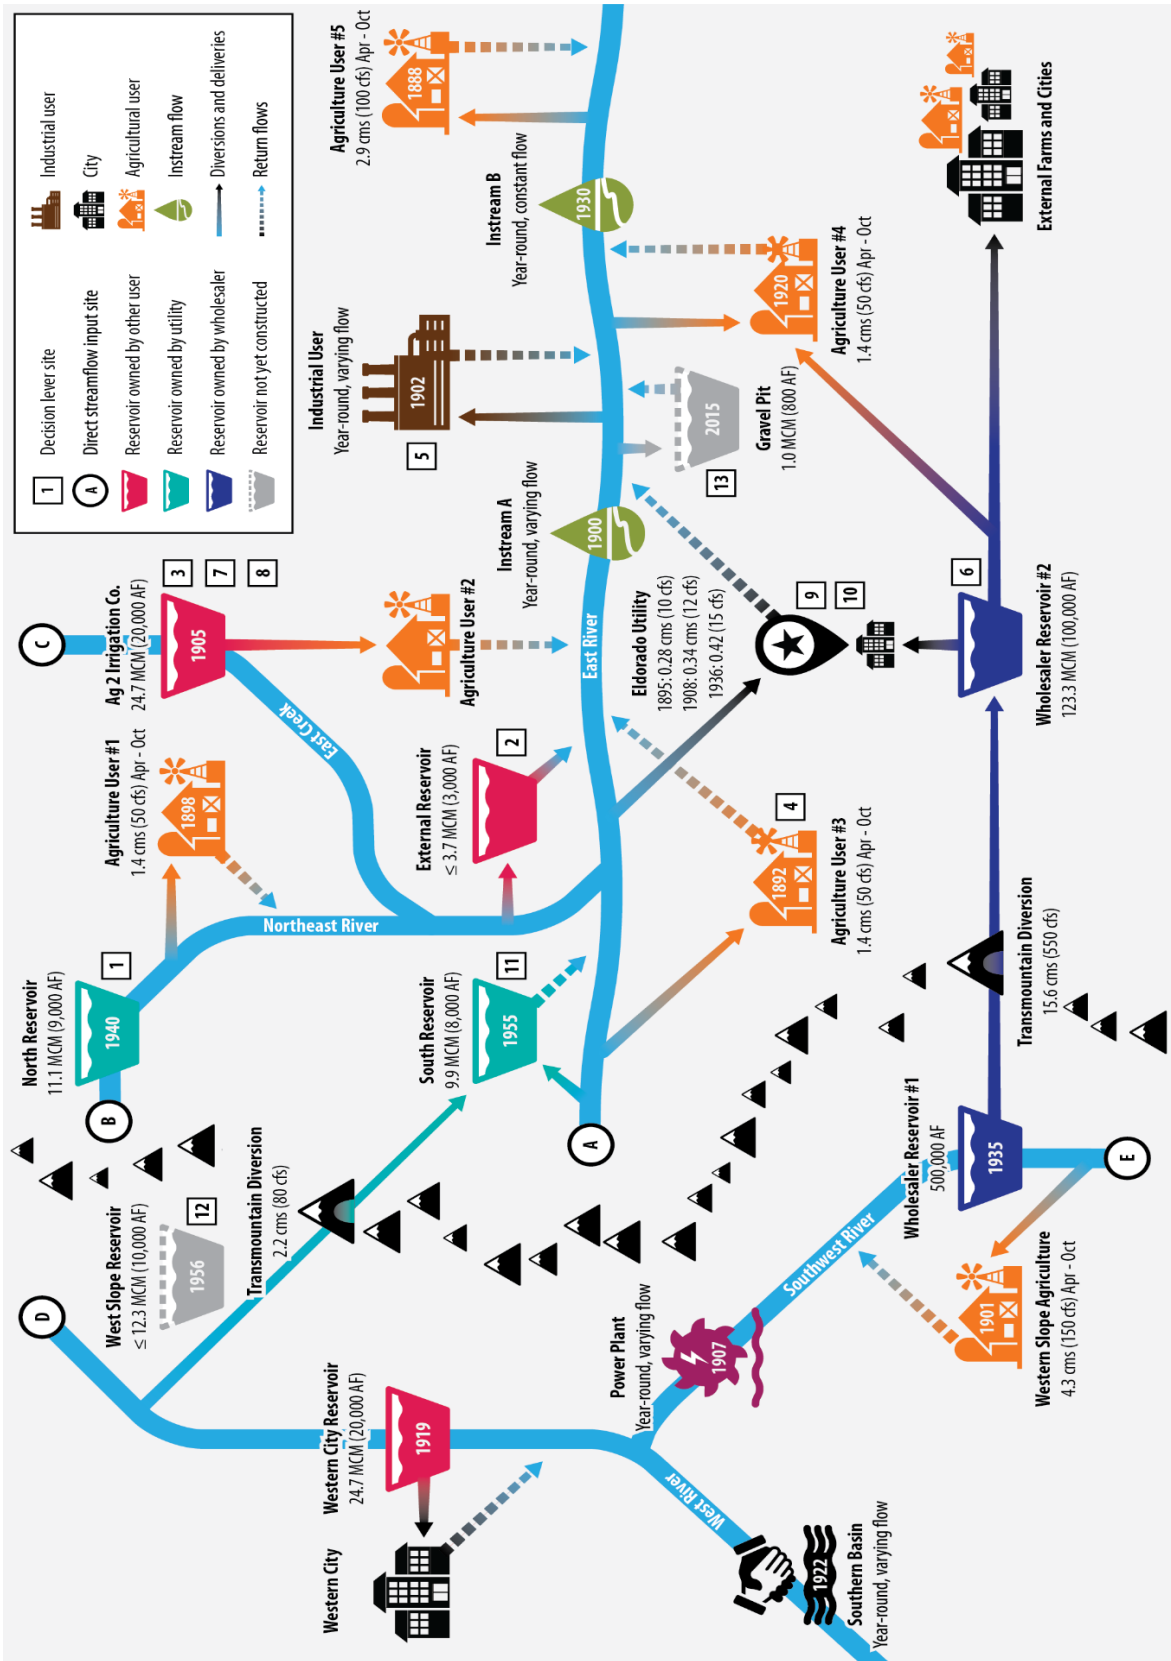 D
West Slope Reservoir
≤ 12.3 MCM (10,000 AF)
1956
12
Transmountain Diversion
2.2 cms (80 cfs)
Western City Reservoir
24.7 MCM (20,000 AF)
1919
Western City
West River
Southern Basin
Year-round, varying flow
1922
Power Plant
Year-round, varying flow
1907
Southwest River
Wholesaler Reservoir #1
500,000 AF
1935
E
Western Slope Agriculture
4.3 cms (150 cfs) Apr - Oct
1901
Transmountain Diversion
15.6 cms (550 cfs)
B
North Reservoir
11.1 MCM (9,000 AF)
1940
1
Agriculture User #1
1.4 cms (50 cfs) Apr - Oct
1898
Northeast River
East Creek
C
Ag 2 Irrigation Co.
24.7 MCM (20,000 AF)
1905
3
7
8
Agriculture User #2
South Reservoir
9.9 MCM (8,000 AF)
1955
11
A
External Reservoir
≤ 3.7 MCM (3,000 AF)
2
East River
Agriculture User #3
1.4 cms (50 cfs) Apr - Oct
1892
4
Eldorado Utility
1895: 0.28 cms (10 cfs)
1908: 0.34 cms (12 cfs)
1936: 0.42 (15 cfs)
9
10
Wholesaler Reservoir #2
123.3 MCM (100,000 AF)
6
Instream A
Year-round, varying flow
1900
Industrial User
Year-round, varying flow
1902
5
13
2015
Gravel Pit
1.0 MCM (800 AF)
Agriculture User #4
1.4 cms (50 cfs) Apr - Oct
1920
Instream B
Year-round, constant flow
1930
Agriculture User #5
2.9 cms (100 cfs) Apr - Oct
1888
External Farms and Cities
1
Decision lever site
A
Direct streamflow input site
Reservoir owned by other user
Reservoir owned by utility
Reservoir owned by wholesaler
Reservoir not yet constructed
Industrial user
City
Agricultural user
Instream flow
Diversions and deliveries
Return flows